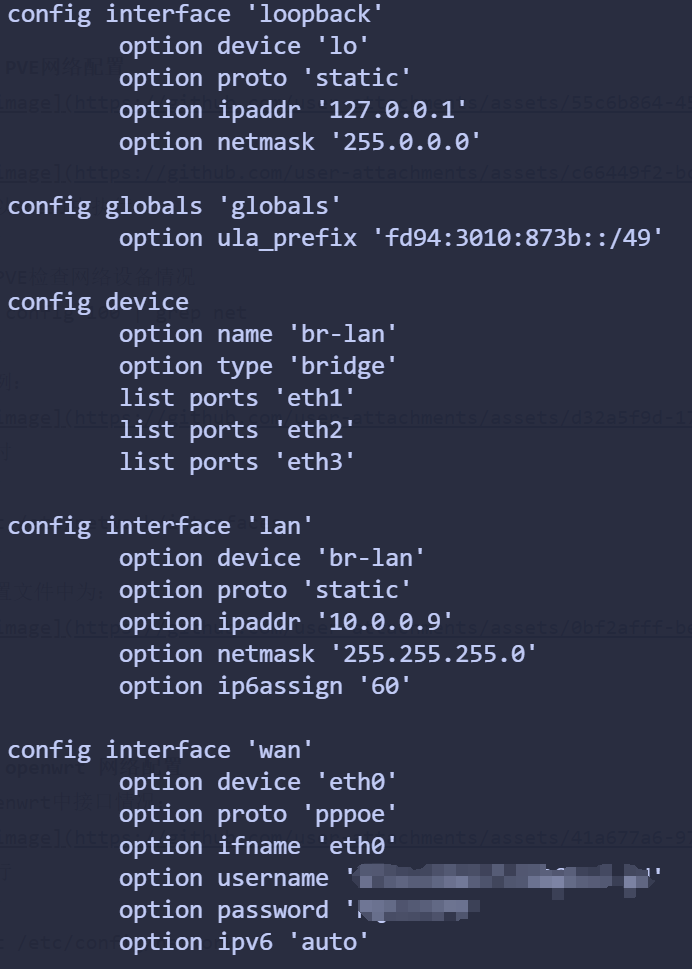 config interface 'loopback'
option device 'lo'
option proto 'static'
option ipaddr '127.0.0.1'
option netmask '255.0.0.0'
config globals 'globals'
option ula_prefix 'fd94:3010:873b::/49'
config device
option name 'br-lan'
option type 'bridge'
list ports 'eth1'
list ports 'eth2'
list ports 'eth3'
config interface 'lan'
option device 'br-lan'
option proto 'static'
option ipaddr '10.0.0.9'
option netmask '255.255.255.0'
option ip6assign '60'
config interface 'wan'
option device 'eth0'
option proto 'pppoe'
option ifname 'eth0'
option username '
option password '
option ipv6 'auto'